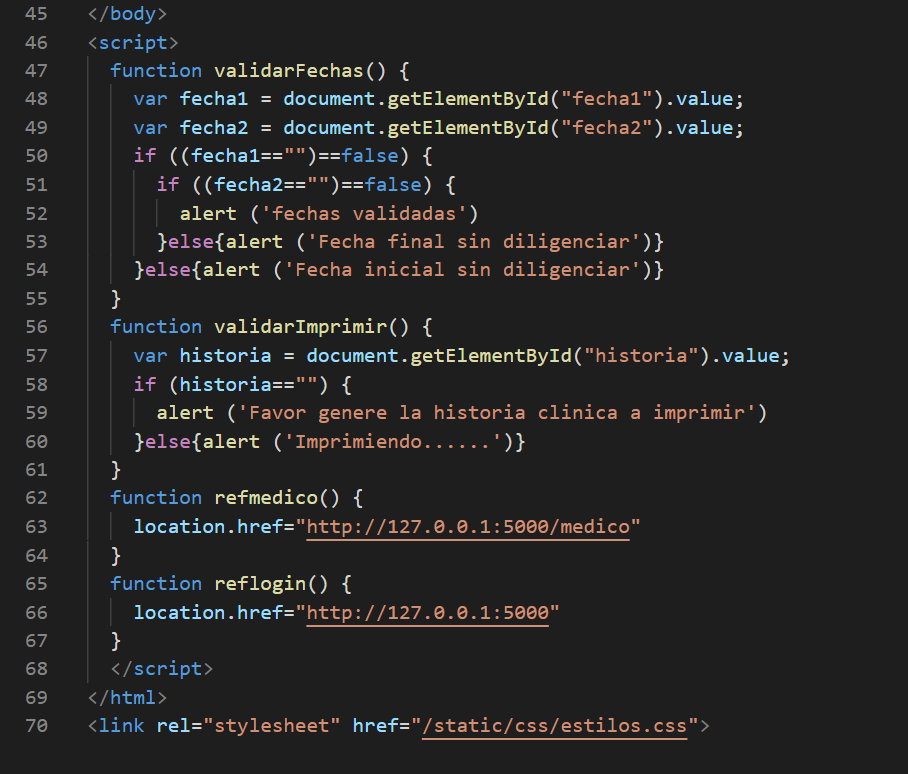 45 </body>
46 <script>
47 function validarFechas() {
48 var fecha1 = document.getElementById("fecha1").value;
49 var fecha2 = document.getElementById("fecha2").value;
50 if ((fecha1=="")==false) {
51 if ((fecha2=="")==false) {
52 alert ('fechas validadas')
53 }else{alert ('Fecha final sin diligenciar')}
54 }else{alert ('Fecha inicial sin diligenciar')}
55 }
56 function validarImprimir() {
57 var historia = document.getElementById("historia").value;
58 if (historia=="") {
59 alert ('Favor genere la historia clinica a imprimir')
60 }else{alert ('Imprimiendo......')}
61 }
62 function refmedico() {
63 location.href="http://127.0.0.1:5000/medico"
64 }
65 function reflogin() {
66 location.href="http://127.0.0.1:5000"
67 }
68 </script>
69 </html>
70 <link rel="stylesheet" href="/static/css/estilos.css">